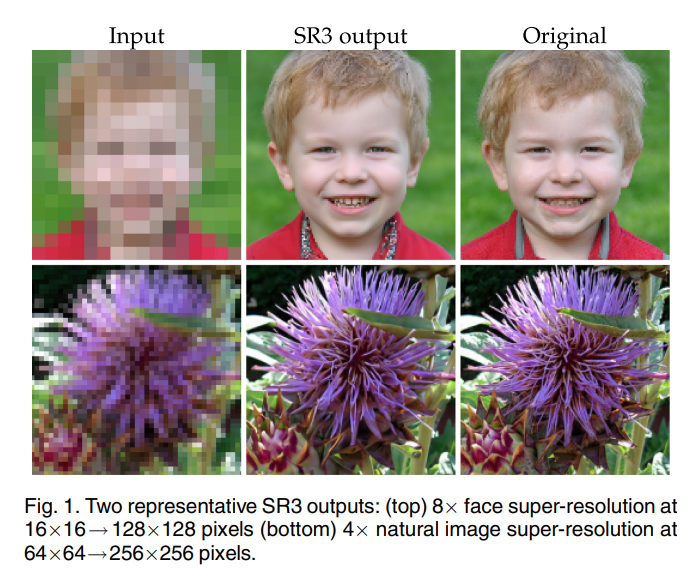 Input SR3 output Original
Fig. 1. Two representative SR3 outputs: (top) 8× face super-resolution at
16×16→128×128 pixels (bottom) 4× natural image super-resolution at
64×64→256×256 pixels.